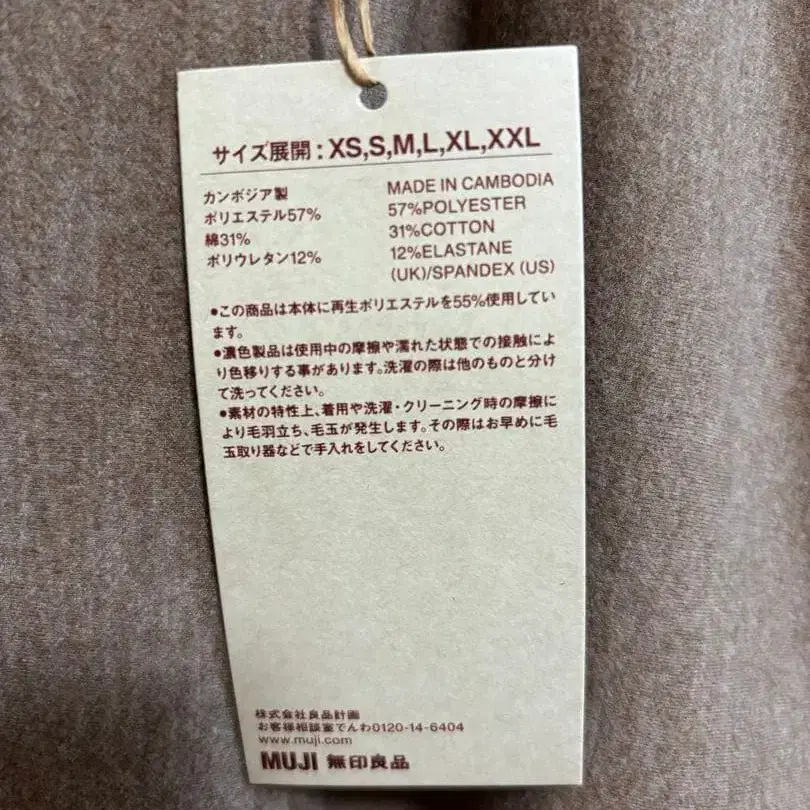 サイズ展開：XS,S,M,L,XL,XXL
カンボジア製
ポリエステル57%
綿31%
ポリウレタン12%
MADE IN CAMBODIA
57%POLYESTER
31%COTTON
12%ELASTANE
(UK)/SPANDEX (US)
●この商品は本体に再生ポリエステルを55%使用してい
ます。
●濃色製品は使用中の摩擦や濡れた状態での接触によ
り色移りする事があります。洗濯の際は他のものと分け
て洗ってください。
●素材の特性上、着用や洗濯・クリーニング時の摩擦に
より毛羽立ち、毛玉が発生します。その際はお早めに毛
玉取り器などで手入れをしてください。
株式会社良品計画
お客様相談室でんわ0120-14-6404
www.muji.com
MUJI 無印良品